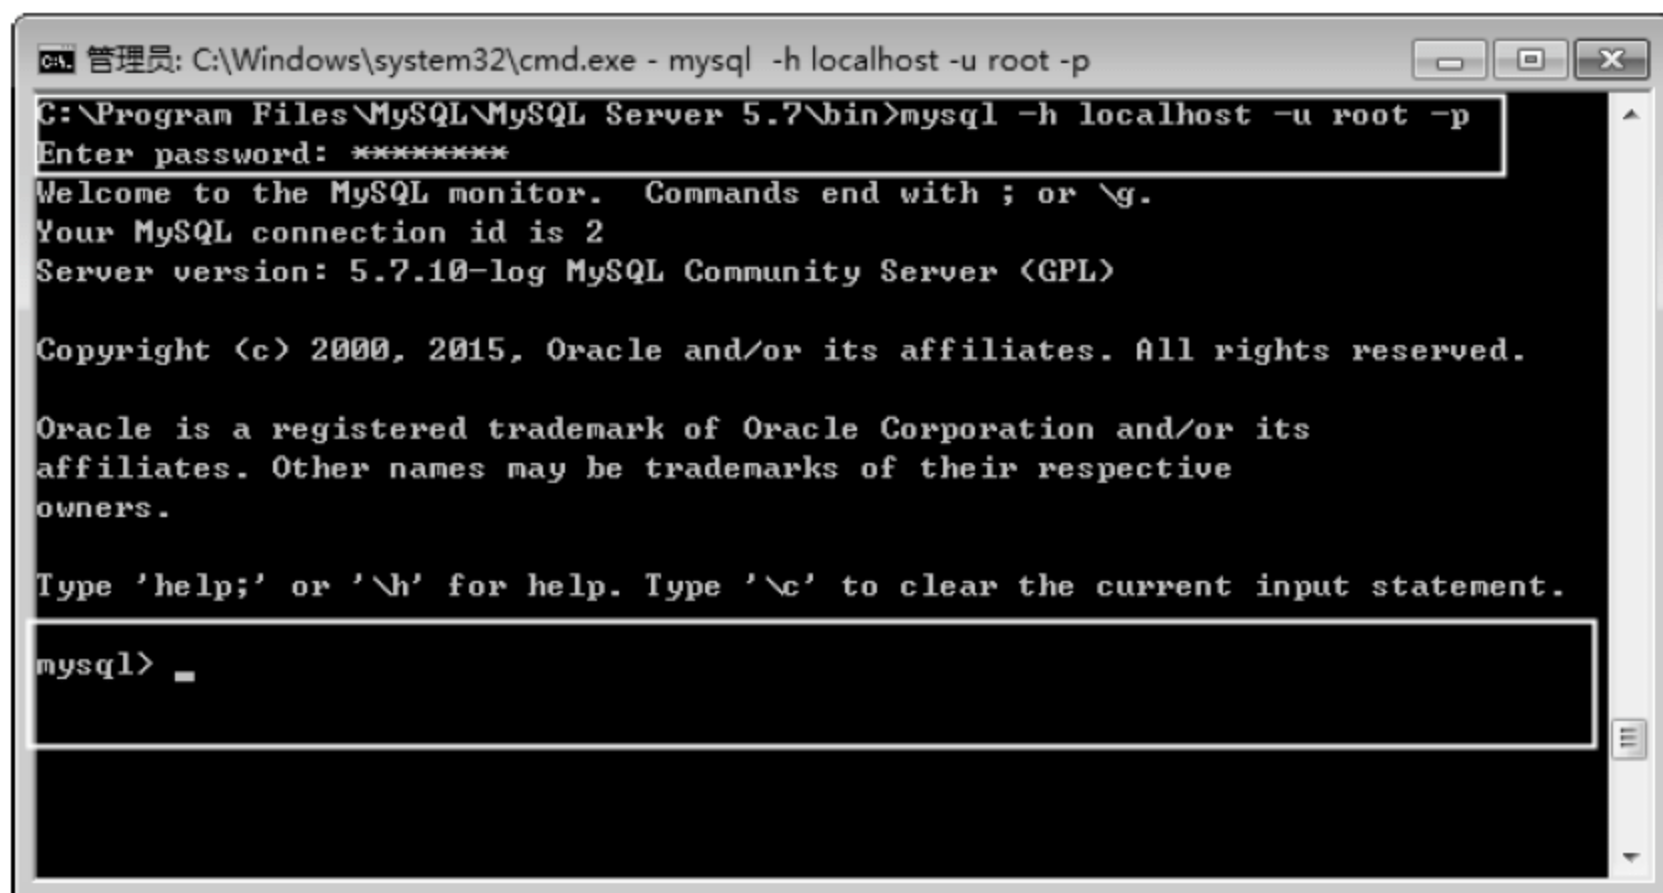 管理员: C:\Windows\system32\cmd.exe - mysql  -h localhost -u root -p
C:\Program Files\MySQL\MySQL Server 5.7\bin>mysql -h localhost -u root -p
Enter password: ********
Welcome to the MySQL monitor.  Commands end with ; or \g.
Your MySQL connection id is 2
Server version: 5.7.10-log MySQL Community Server (GPL)
Copyright (c) 2000, 2015, Oracle and/or its affiliates. All rights reserved.
Oracle is a registered trademark of Oracle Corporation and/or its
affiliates. Other names may be trademarks of their respective
owners.
Type 'help;' or '\h' for help. Type '\c' to clear the current input statement.
mysql> _